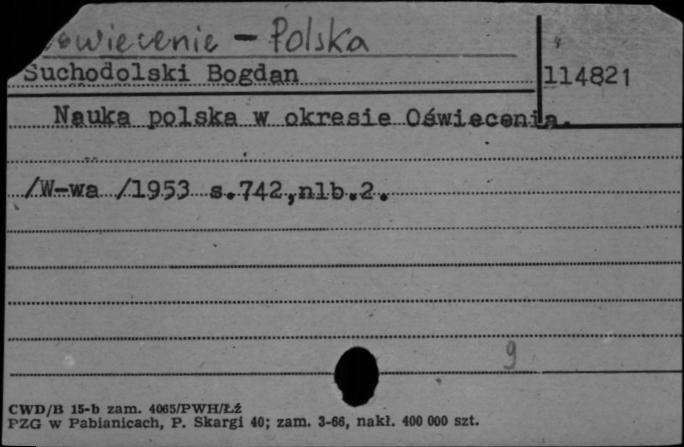 Oświecenie - Polska
Suchodolski Bogdan 114821
Nauka polska w okresie Oświecenia.
/W-wa /1953 s.742,nlb.2.
9
CWD/B 15-b zam. 4065/PWH/Łź
PZG w Pabianicach, P. Skargi 40; zam. 3-66, nakł. 400 000 szt.